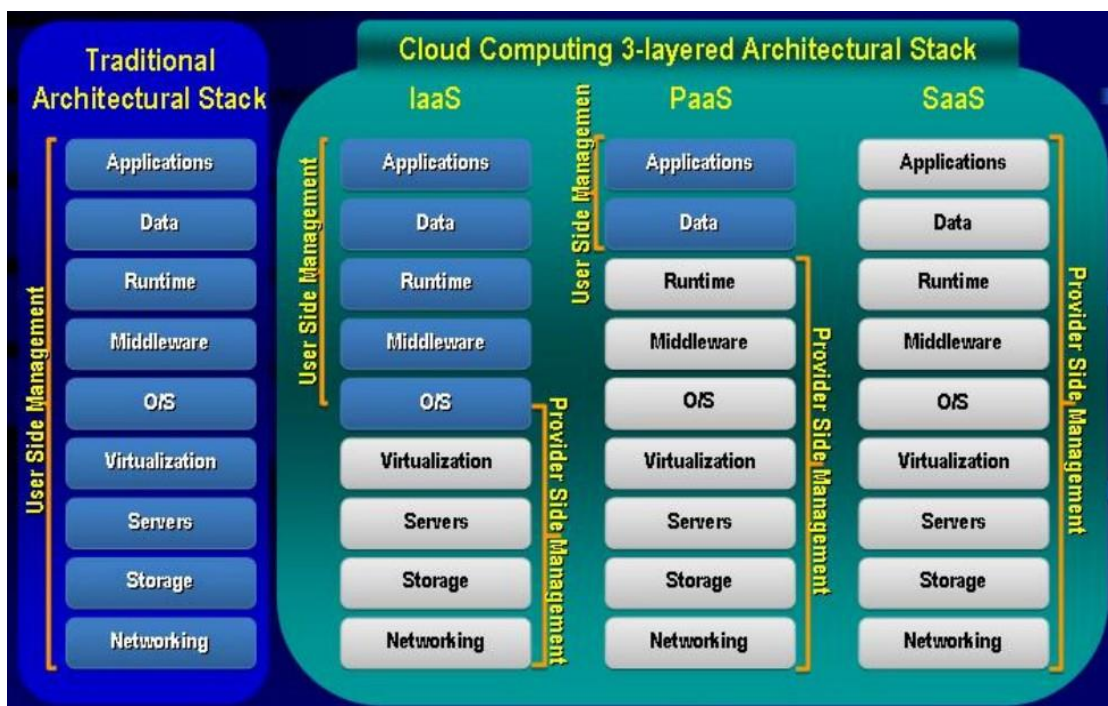 Traditional
Architectural Stack
User Side Management
Applications
Data
Runtime
Middleware
O/S
Virtualization
Servers
Storage
Networking
Cloud Computing 3-layered Architectural Stack
IaaS
User Side Management
Applications
Data
Runtime
Middleware
O/S
Virtualization
Servers
Storage
Networking
Provider Side Management
PaaS
User Side Managemen
Applications
Data
Runtime
Middleware
O/S
Virtualization
Servers
Storage
Networking
Provider Side Management
SaaS
Applications
Data
Runtime
Middleware
O/S
Virtualization
Servers
Storage
Networking
Provider Side Management